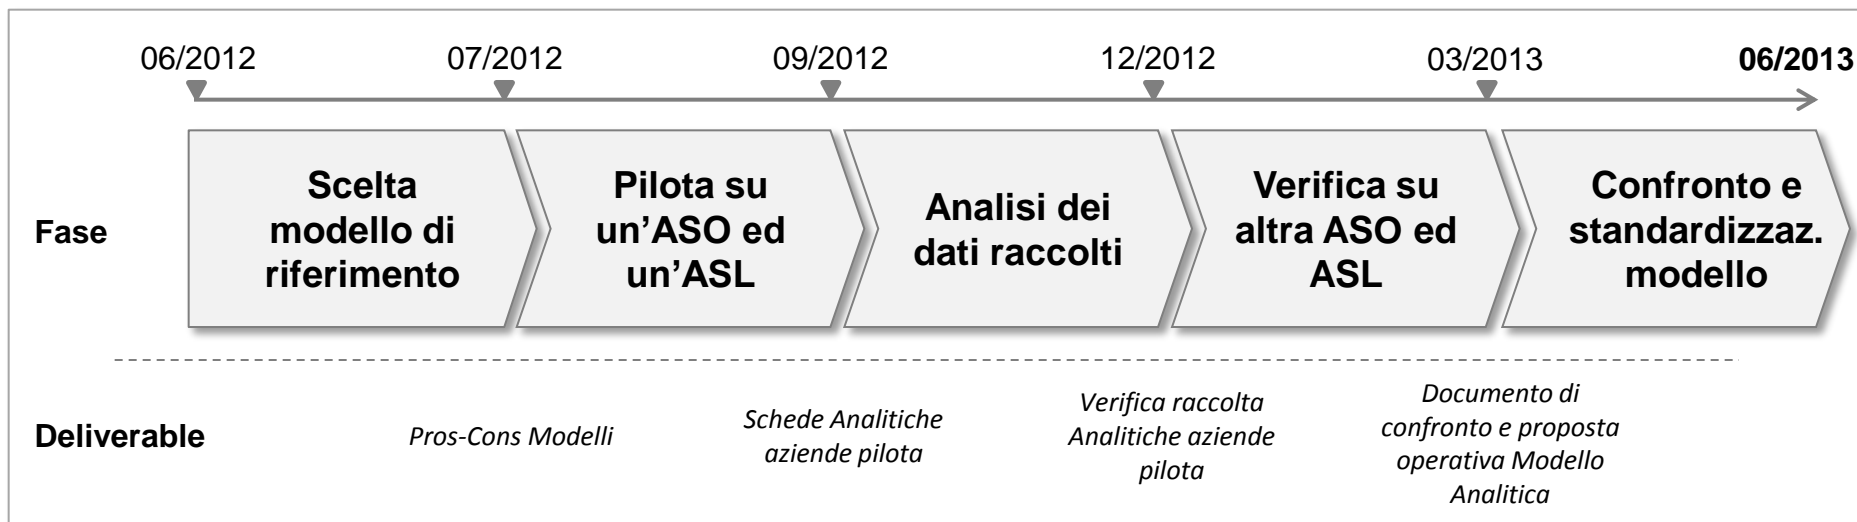 06/2012
07/2012
09/2012
12/2012
03/2013
06/2013
Fase
Scelta
modello di
riferimento
Pilota su
un’ASO ed
un’ASL
Analisi dei
dati raccolti
Verifica su
altra ASO ed
ASL
Confronto e
standardizzaz.
modello
Deliverable
Pros-Cons Modelli
Schede Analitiche
aziende pilota
Verifica raccolta
Analitiche aziende
pilota
Documento di
confronto e proposta
operativa Modello
Analitica